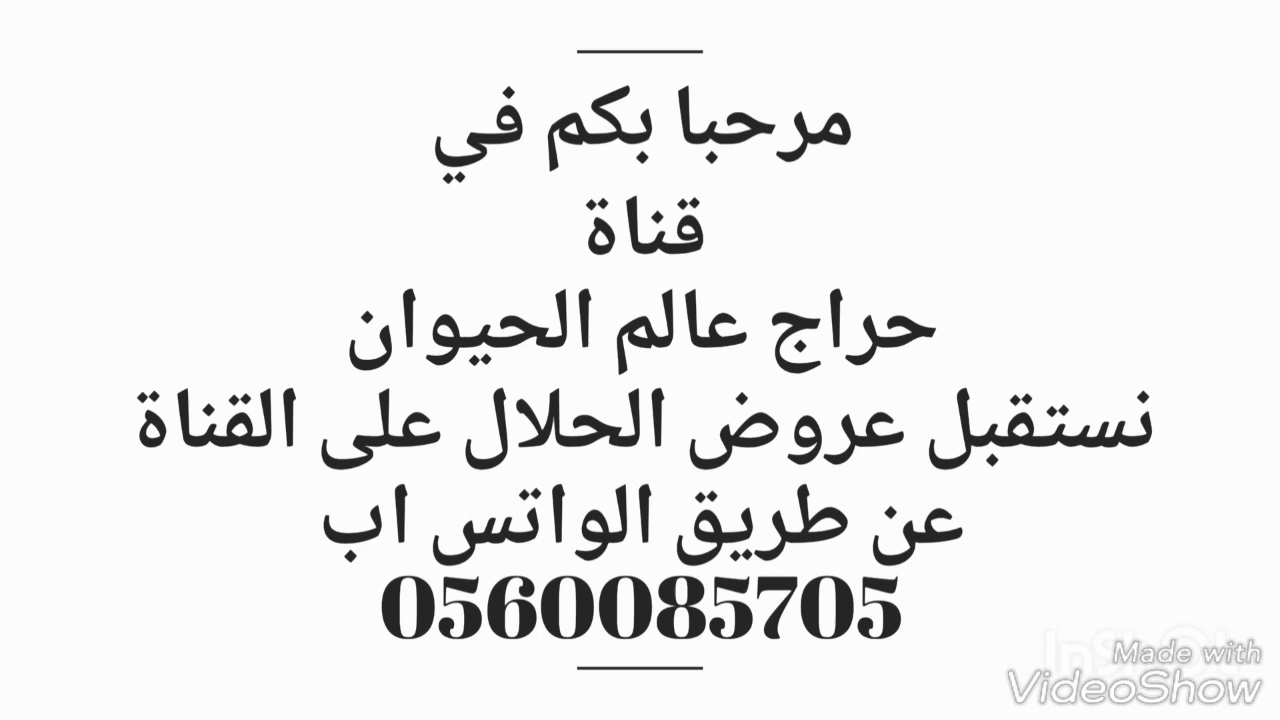 مرحبا بكم في
قناة
حراج عالم الحيوان
نستقبل عروض الحلال على القناة
عن طريق الواتس اب
0560085705
InShOt
Made with
VideoShow